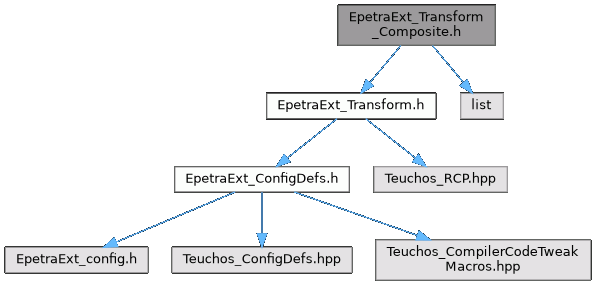 EpetraExt_Transform
_Composite.h
EpetraExt_Transform.h
list
EpetraExt_ConfigDefs.h
Teuchos_RCP.hpp
EpetraExt_config.h
Teuchos_ConfigDefs.hpp
Teuchos_CompilerCodeTweak
Macros.hpp